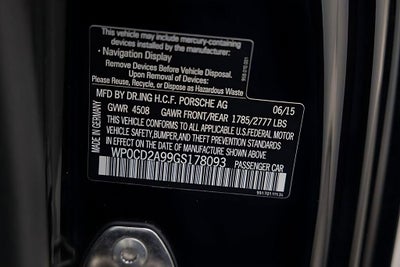 This vehicle may include mercury-containing
devices installed by the manufacturer:
- Navigation Display
Remove Devices Before Vehicle Disposal.
Upon Removal of Devices
Please Reuse, Recycle, or Dispose as Hazardous Waste
MFD BY DR.ING H.C.F. PORSCHE AG 06/15
GVWR 4508 GAWR FRONT/REAR 1785/2777 LBS
THIS VEHICLE CONFORMS TO ALL APPLICABLE U.S.FEDERAL MOTOR
VEHICLE SAFETY,BUMPER,AND THEFT PREVENTION STANDARDS
IN EFFECT ON THE DATE OF MANUFACTURE SHOWN ABOVE
WP0CD2A99GS178093 PASSENGER CAR